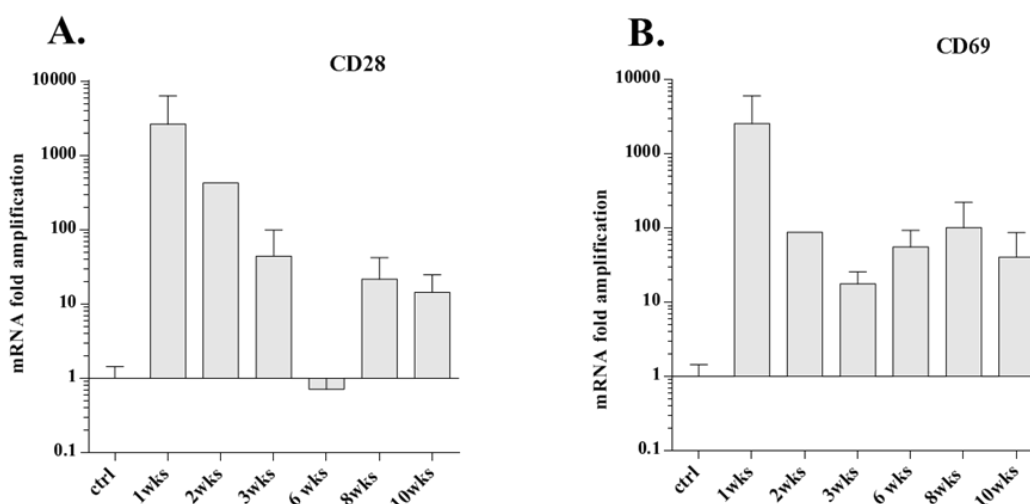 A.
CD28
mRNA fold amplification
10000
1000
100
10
1
0.1
ctrl
1wks
2wks
3wks
6 wks
8wks
10wks
B.
CD69
mRNA fold amplification
10000
1000
100
10
1
0.1
ctrl
1wks
2wks
3wks
6 wks
8wks
10wks